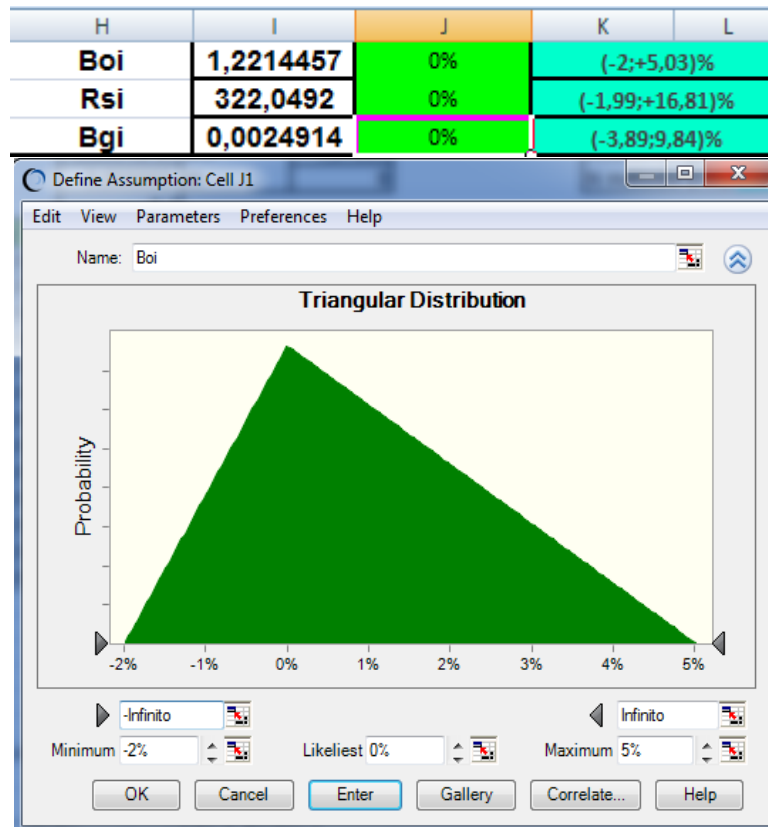 H I J K L
Boi 1,2214457 0% (-2;+5,03)%
Rsi 322,0492 0% (-1,99;+16,81)%
Bgi 0,0024914 0% (-3,89;9,84)%
Define Assumption: Cell J1
Edit View Parameters Preferences Help
Name: Boi
Triangular Distribution
Probability
-2% -1% 0% 1% 2% 3% 4% 5%
-Infinito Infinito
Minimum -2% Likeliest 0% Maximum 5%
OK Cancel Enter Gallery Correlate... Help